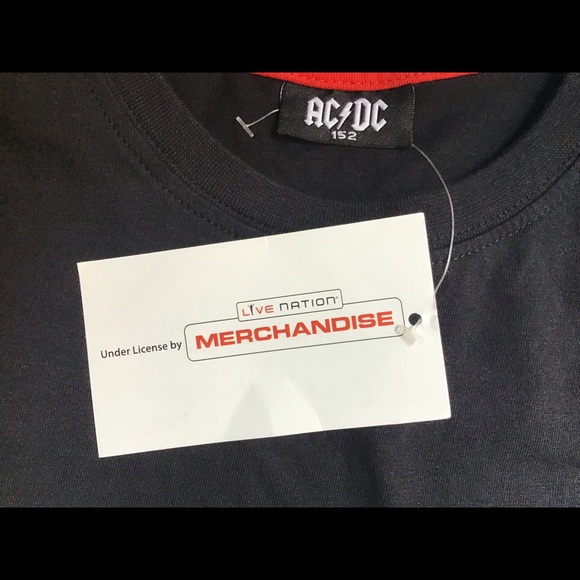 AC⚡DC
152
LIVE NATION®
Under License by MERCHANDISE